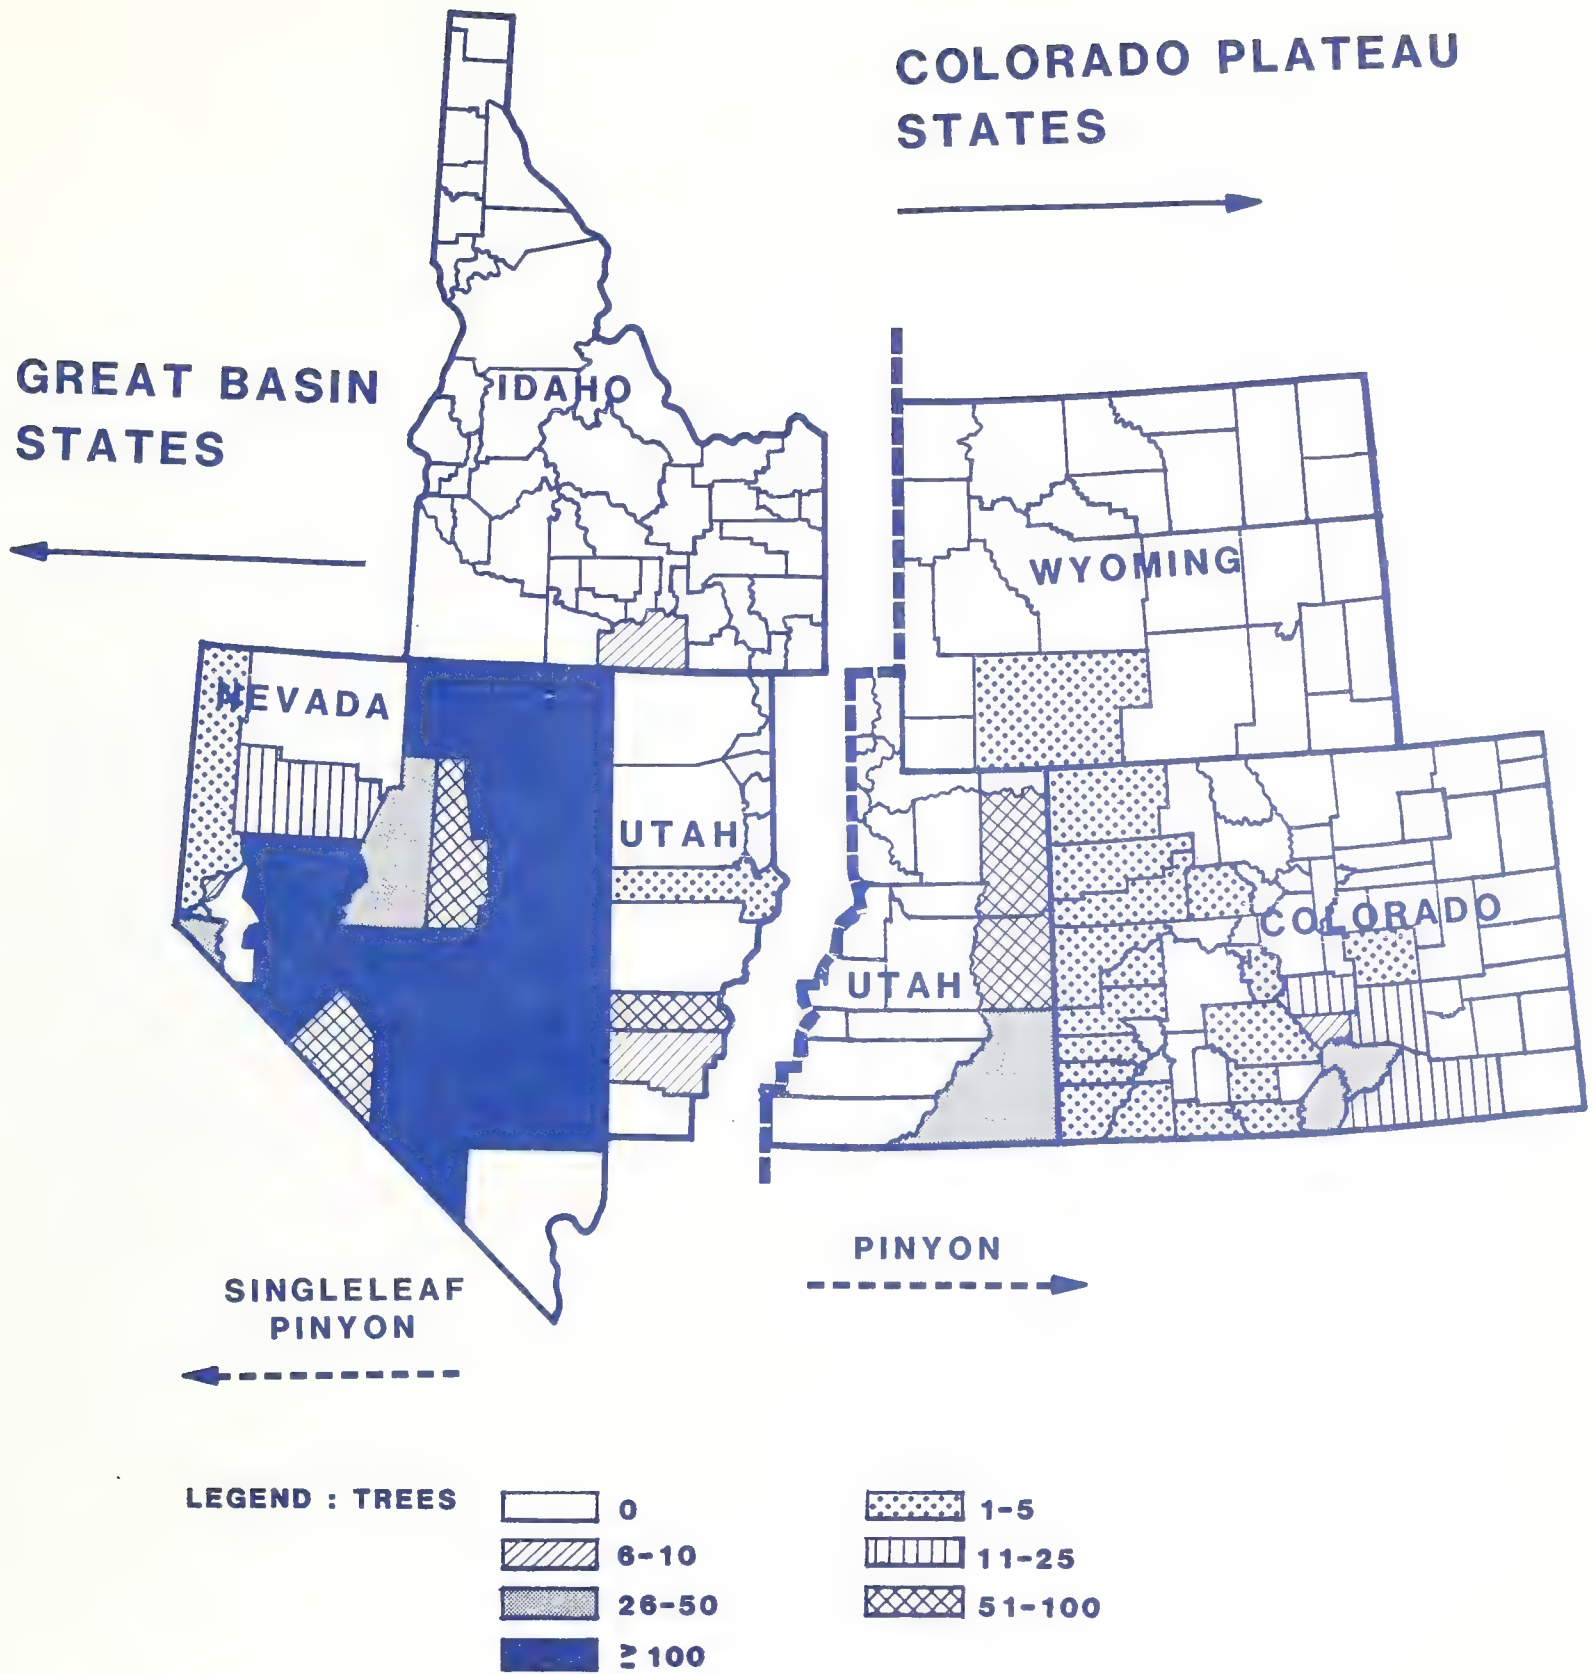 COLORADO PLATEAU
STATES
GREAT BASIN
STATES
IDAHO
WYOMING
NEVADA
UTAH
COLORADO
UTAH
PINYON
SINGLELEAF
PINYON
LEGEND : TREES
0
1-5
6-10
11-25
26-50
51-100
≥ 100